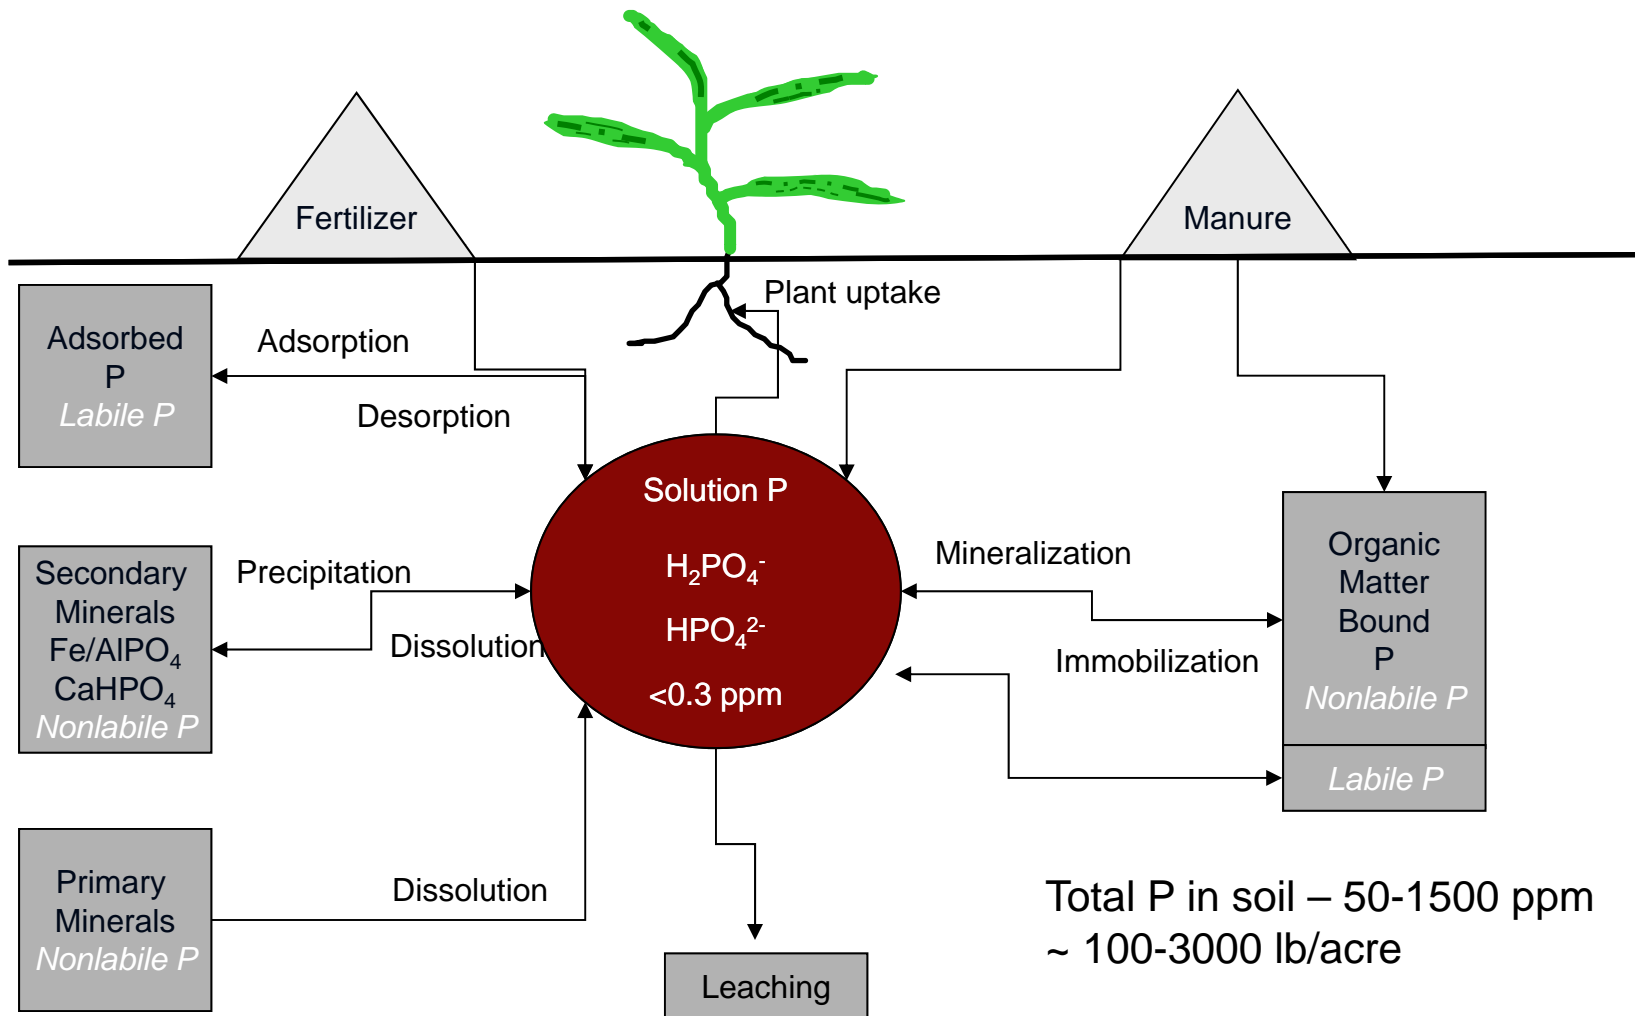 Fertilizer
Manure
Plant uptake
Adsorbed
P
Labile P
Adsorption
Desorption
Solution P
H₂PO₄⁻
HPO₄²⁻
<0.3 ppm
Secondary
Minerals
Fe/AlPO₄
CaHPO₄
Nonlabile P
Precipitation
Dissolution
Mineralization
Immobilization
Organic
Matter
Bound
P
Nonlabile P
Labile P
Primary
Minerals
Nonlabile P
Dissolution
Leaching
Total P in soil – 50-1500 ppm
~ 100-3000 lb/acre